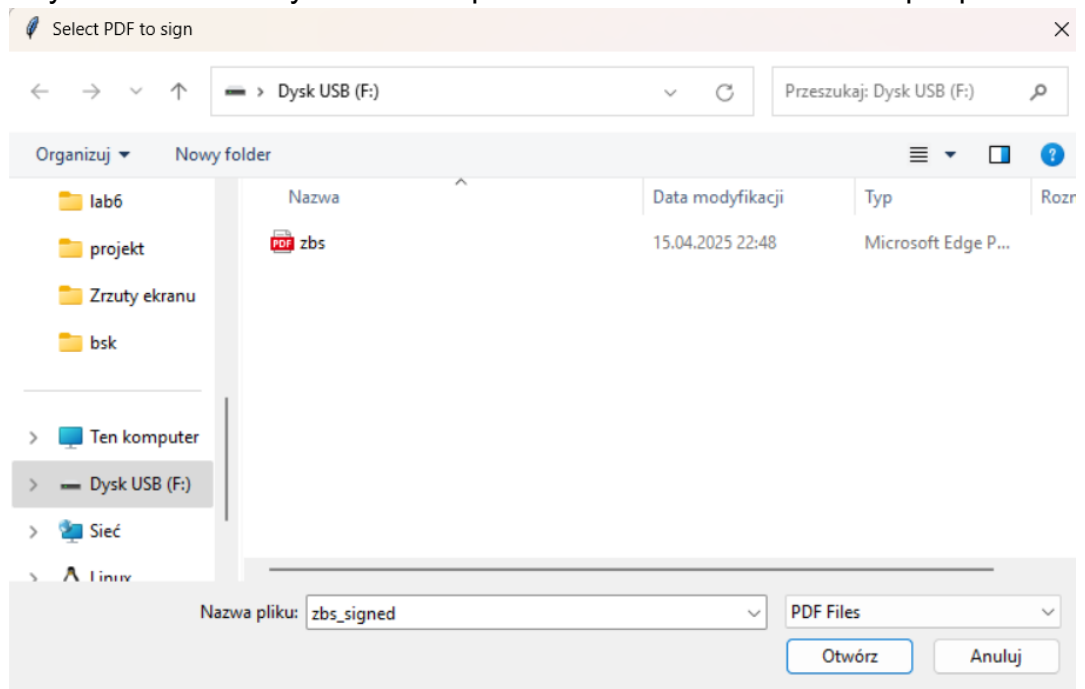 Select PDF to sign
Dysk USB (F:)
Przeszukaj: Dysk USB (F:)
Organizuj
Nowy folder
Nazwa
Data modyfikacji
Typ
lab6
zbs
15.04.2025 22:48
Microsoft Edge P...
projekt
Zrzuty ekranu
bsk
Ten komputer
Dysk USB (F:)
Sieć
Linux
Nazwa pliku: zbs_signed
PDF Files
Otwórz
Anuluj